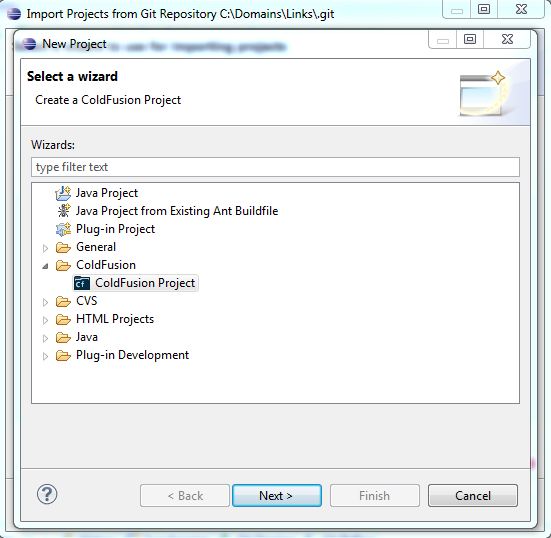 Import Projects from Git Repository C:\Domains\Links\.git
New Project
Select a wizard
Create a ColdFusion Project
Wizards:
type filter text
Java Project
Java Project from Existing Ant Buildfile
Plug-in Project
General
ColdFusion
Cf ColdFusion Project
CVS
HTML Projects
Java
Plug-in Development
?
< Back
Next >
Finish
Cancel